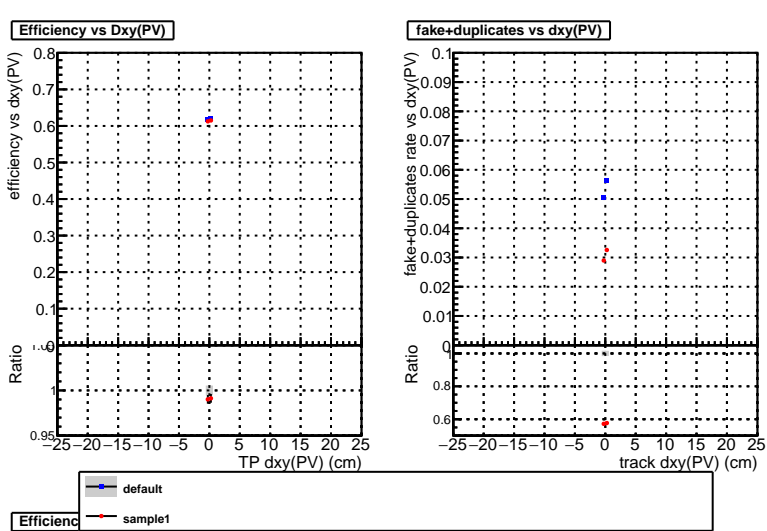 Efficiency vs Dxy(PV)
efficiency vs dxy(PV)
0.8
0.7
0.6
0.5
0.4
0.3
0.2
0.1
0
Ratio
1
0.95
−25 −20 −15 −10 −5 0 5 10 15 20 25
TP dxy(PV) (cm)
fake+duplicates vs dxy(PV)
fake+duplicates rate vs dxy(PV)
0.1
0.09
0.08
0.07
0.06
0.05
0.04
0.03
0.02
0.01
0
Ratio
1
0.8
0.6
−25 −20 −15 −10 −5 0 5 10 15 20 25
track dxy(PV) (cm)
default
sample1
Efficienc